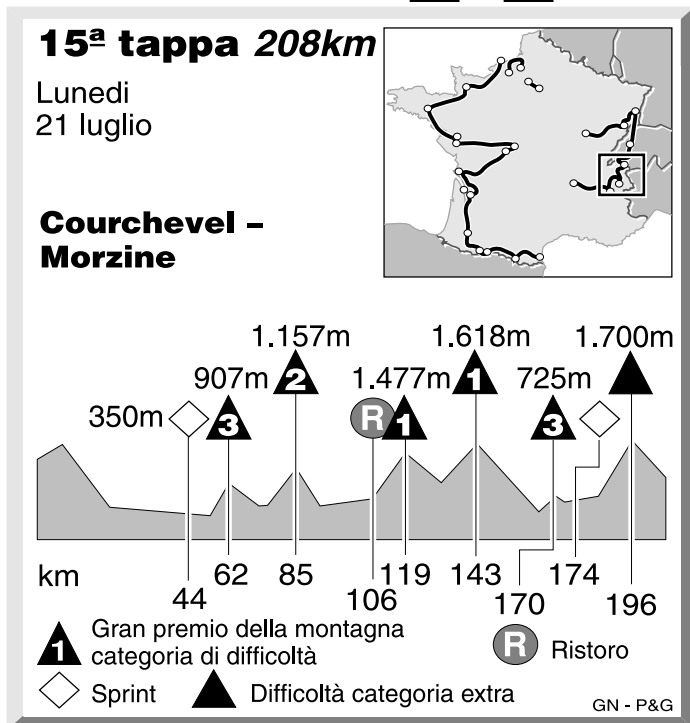 15ª tappa 208km
Lunedi
21 luglio
Courchevel –
Morzine
1.157m 1.618m 1.700m
2 1
907m 1.477m 725m
350m 3 R 1 3
km 62 85 119 143 174
44 106 170 196
1 Gran premio della montagna
categoria di difficoltà
R Ristoro
Sprint Difficoltà categoria extra
GN - P&G